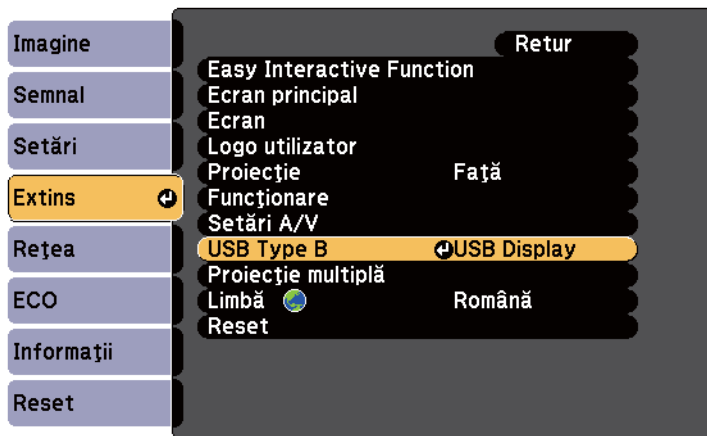 Imagine
Semnal
Setări
Extins
Reţea
ECO
Informaţii
Reset
Retur
Easy Interactive Function
Ecran principal
Ecran
Logo utilizator
Proiecţie Faţă
Funcţionare
Setări A/V
USB Type B USB Display
Proiecţie multiplă
Limbă Română
Reset